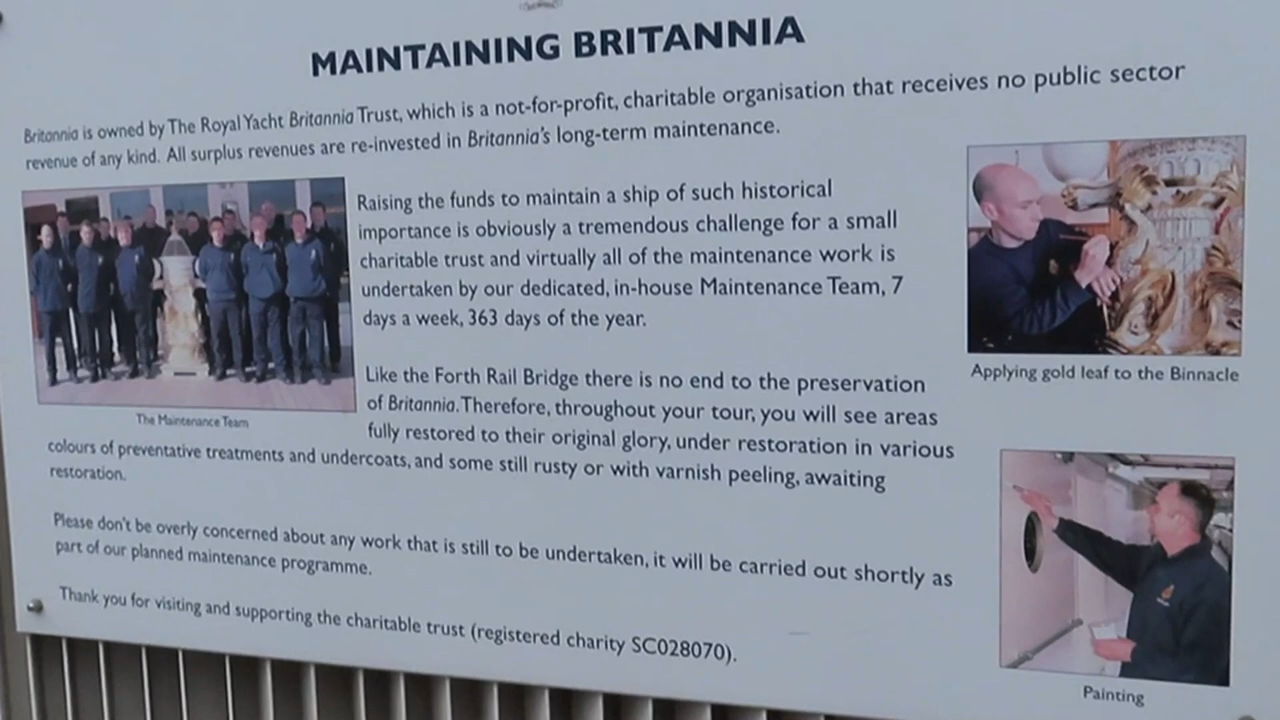 MAINTAINING BRITANNIA
Britannia is owned by The Royal Yacht Britannia Trust, which is a not-for-profit, charitable organisation that receives no public sector
revenue of any kind. All surplus revenues are re-invested in Britannia's long-term maintenance.
Raising the funds to maintain a ship of such historical
importance is obviously a tremendous challenge for a small
charitable trust and virtually all of the maintenance work is
undertaken by our dedicated, in-house Maintenance Team, 7
days a week, 363 days of the year.
The Maintenance Team
Like the Forth Rail Bridge there is no end to the preservation
of Britannia. Therefore, throughout your tour, you will see areas
fully restored to their original glory, under restoration in various
colours of preventative treatments and undercoats, and some still rusty or with varnish peeling, awaiting
restoration.
Please don't be overly concerned about any work that is still to be undertaken, it will be carried out shortly as
part of our planned maintenance programme.
Thank you for visiting and supporting the charitable trust (registered charity SC028070).
Applying gold leaf to the Binnacle
Painting